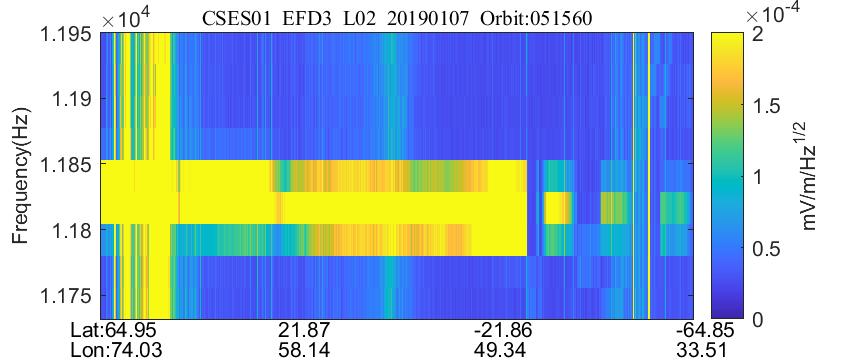 CSES01 EFD3 L02 20190107 Orbit:051560
×10⁴
1.195
1.19
1.185
1.18
1.175
Frequency(Hz)
Lat:64.95 21.87 -21.86 -64.85
Lon:74.03 58.14 49.34 33.51
×10⁻⁴
2
1.5
1
0.5
0
mV/m/Hz^1/2